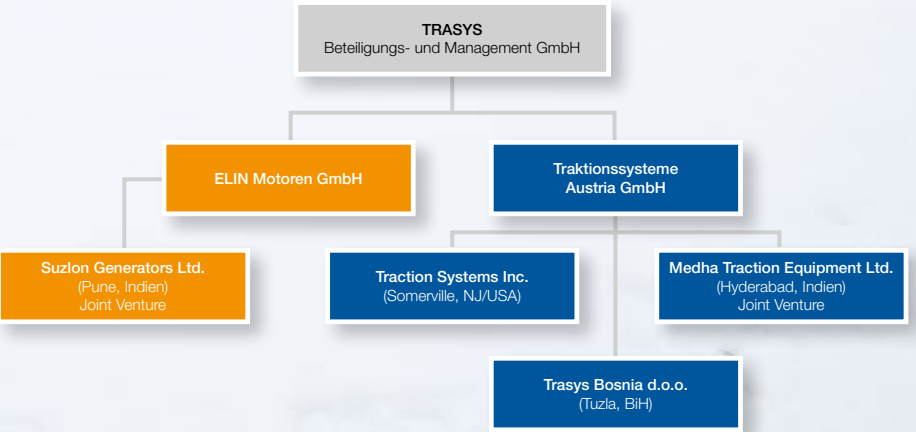 TRASYS
Beteiligungs- und Management GmbH
ELIN Motoren GmbH
Traktionssysteme
Austria GmbH
Suzlon Generators Ltd.
(Pune, Indien)
Joint Venture
Traction Systems Inc.
(Somerville, NJ/USA)
Medha Traction Equipment Ltd.
(Hyderabad, Indien)
Joint Venture
Trasys Bosnia d.o.o.
(Tuzla, BiH)